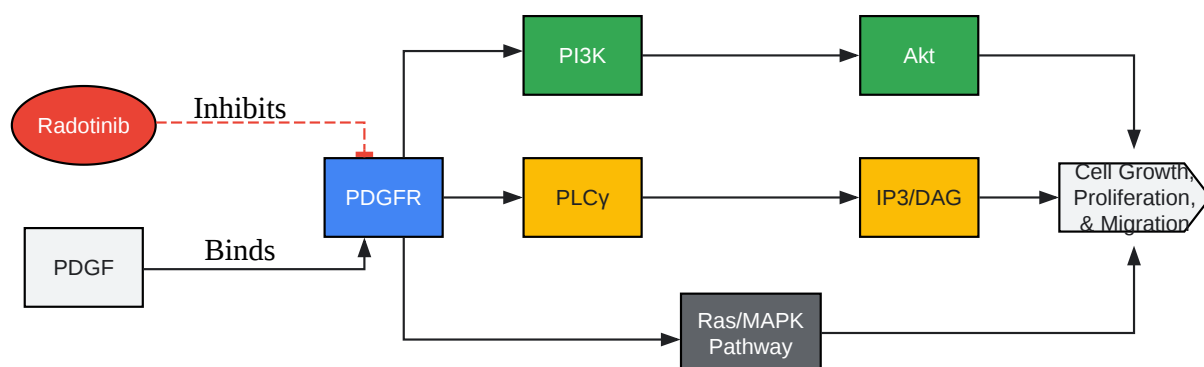 PI3K
Akt
Inhibits
Radotinib
PDGFR
PLCγ
IP3/DAG
Cell Growth,
Proliferation,
& Migration
Binds
PDGF
Ras/MAPK
Pathway